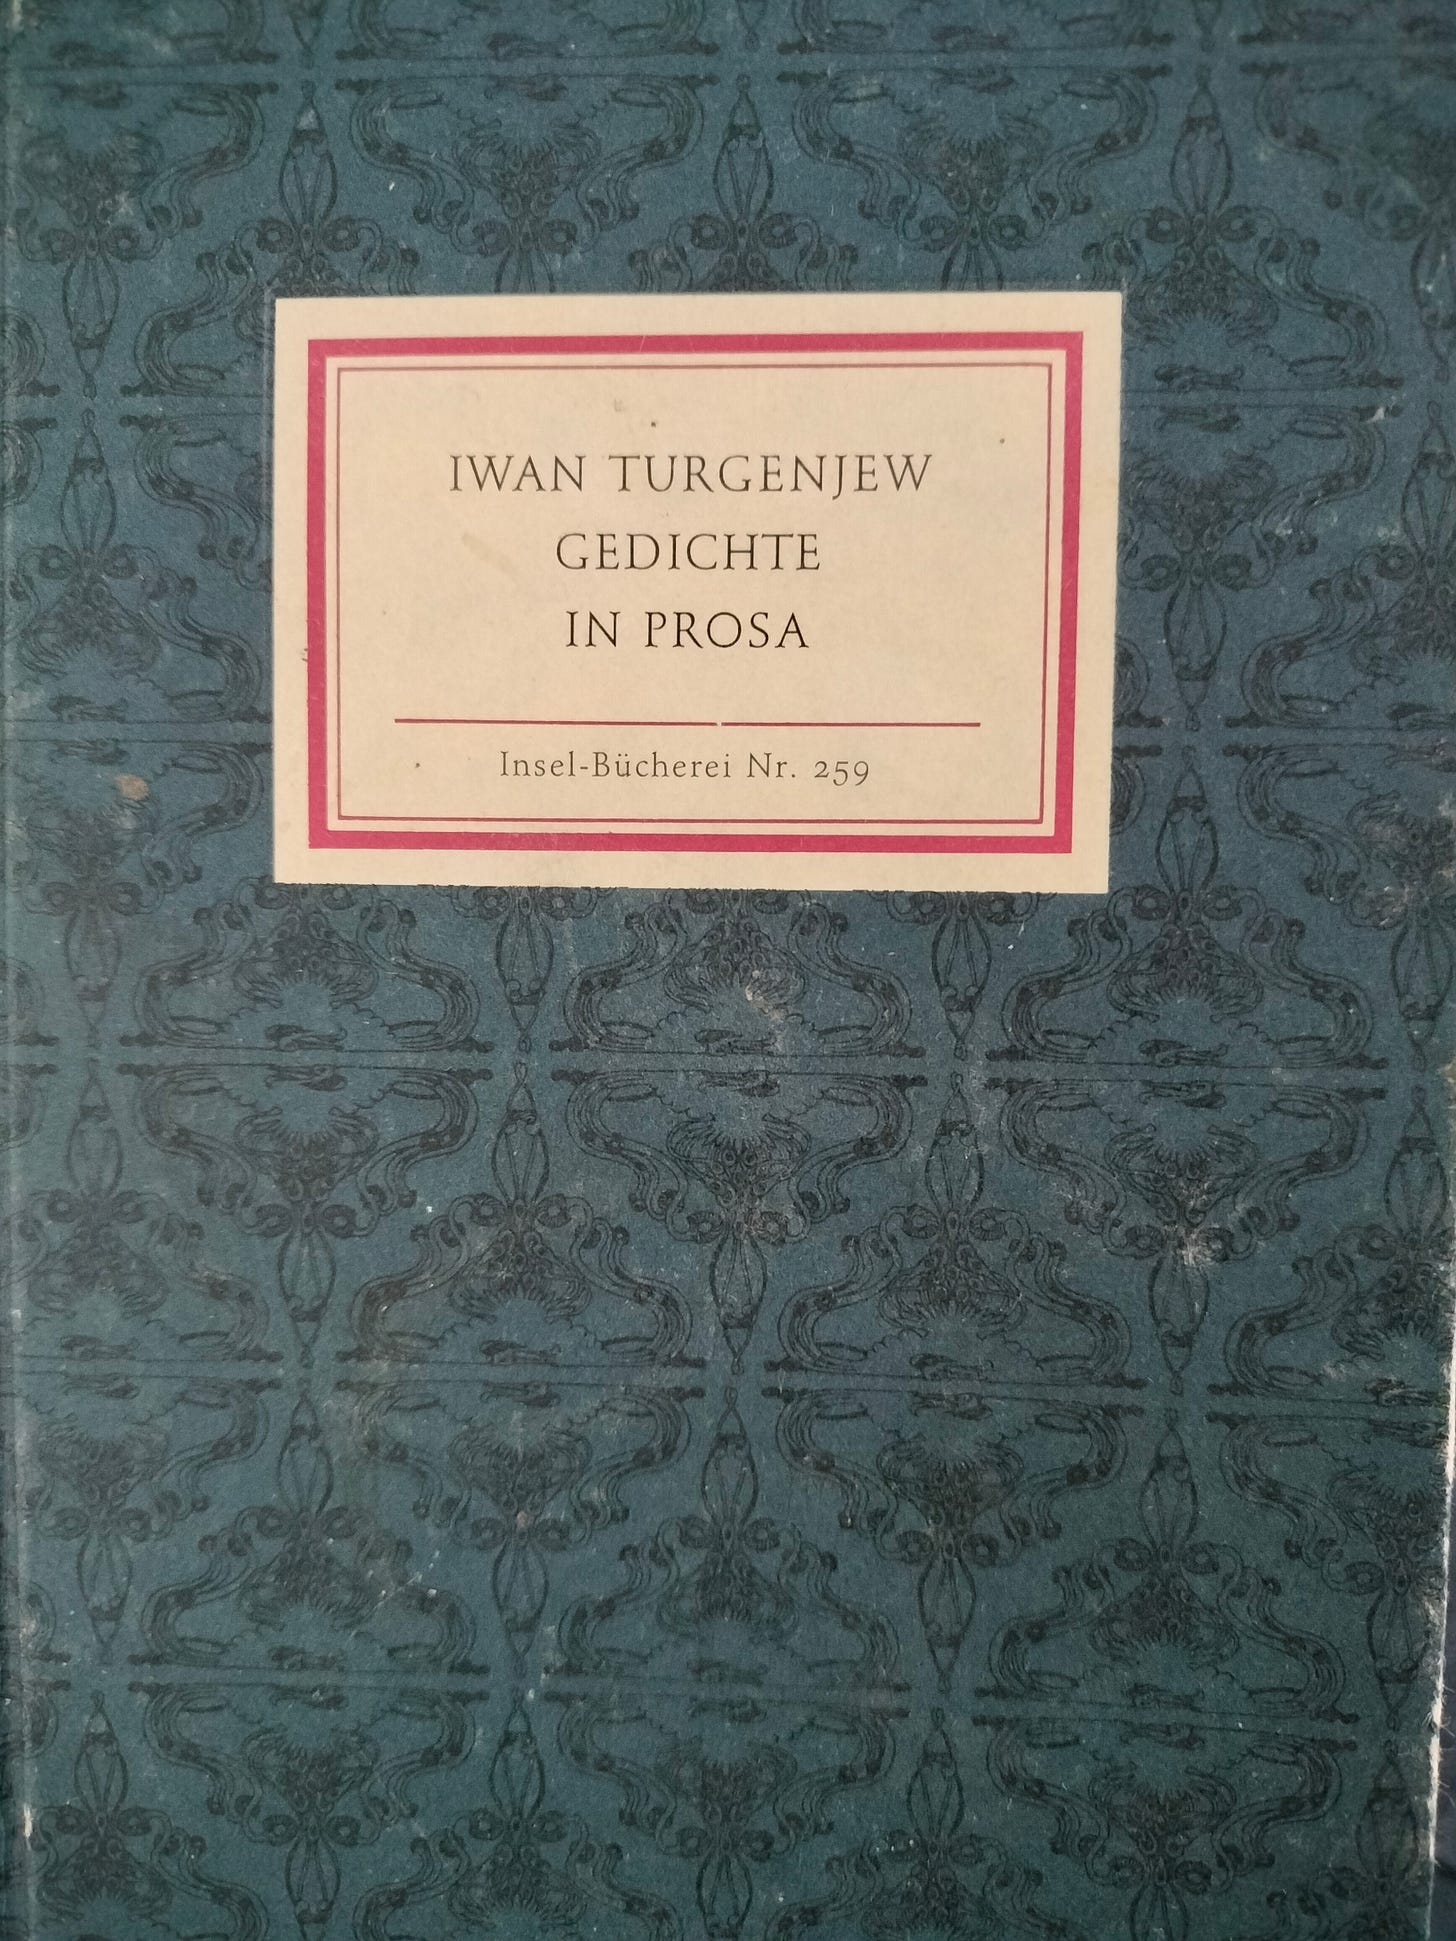 IWAN TURGENJEW
GEDICHTE
IN PROSA
Insel-Bücherei Nr. 259